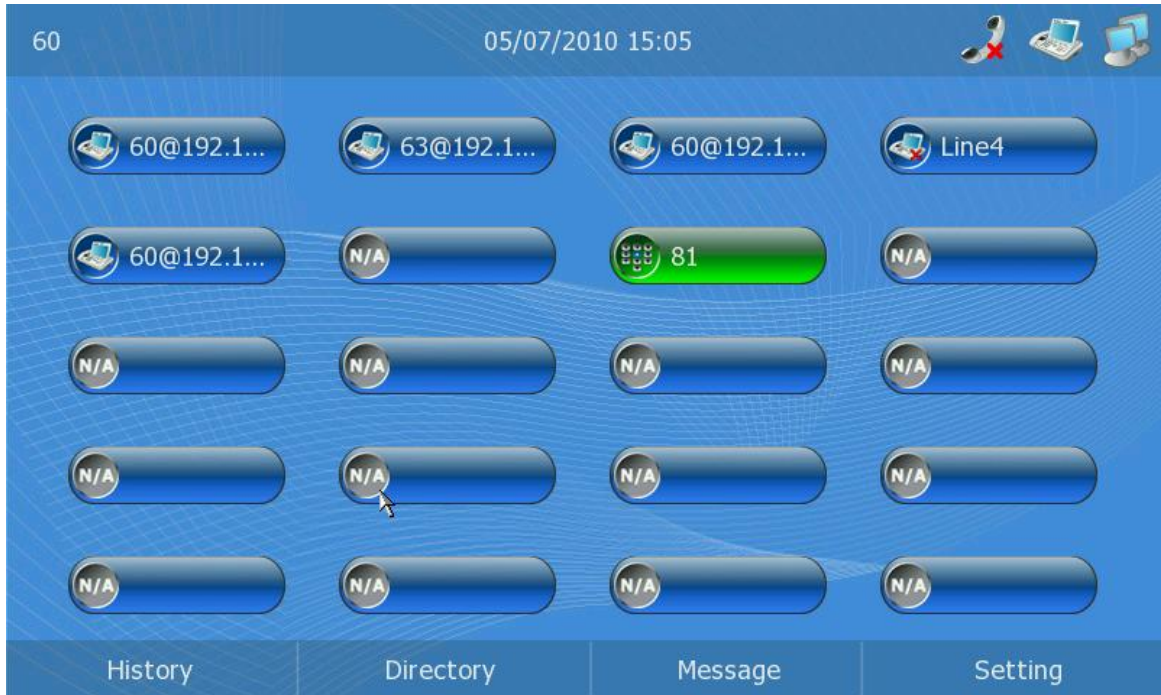 60 05/07/2010 15:05
60@192.1... 63@192.1... 60@192.1... Line4
60@192.1... N/A 81 N/A
N/A N/A N/A N/A
N/A N/A N/A N/A
N/A N/A N/A N/A
History Directory Message Setting